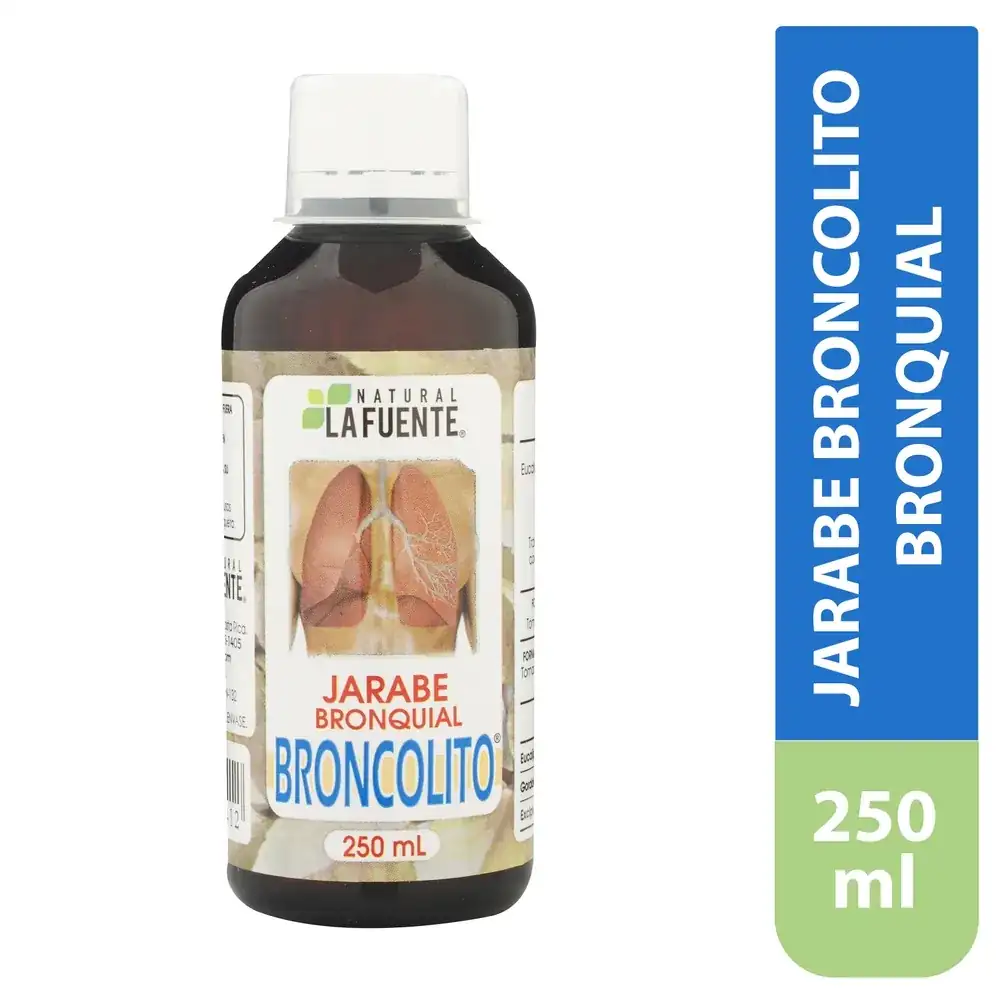 NATURAL
LAFUENTE®
JARABE
BRONQUIAL
BRONCOLITO®
250 mL
JARABE BRONCOLITO
BRONQUIAL
250
ml